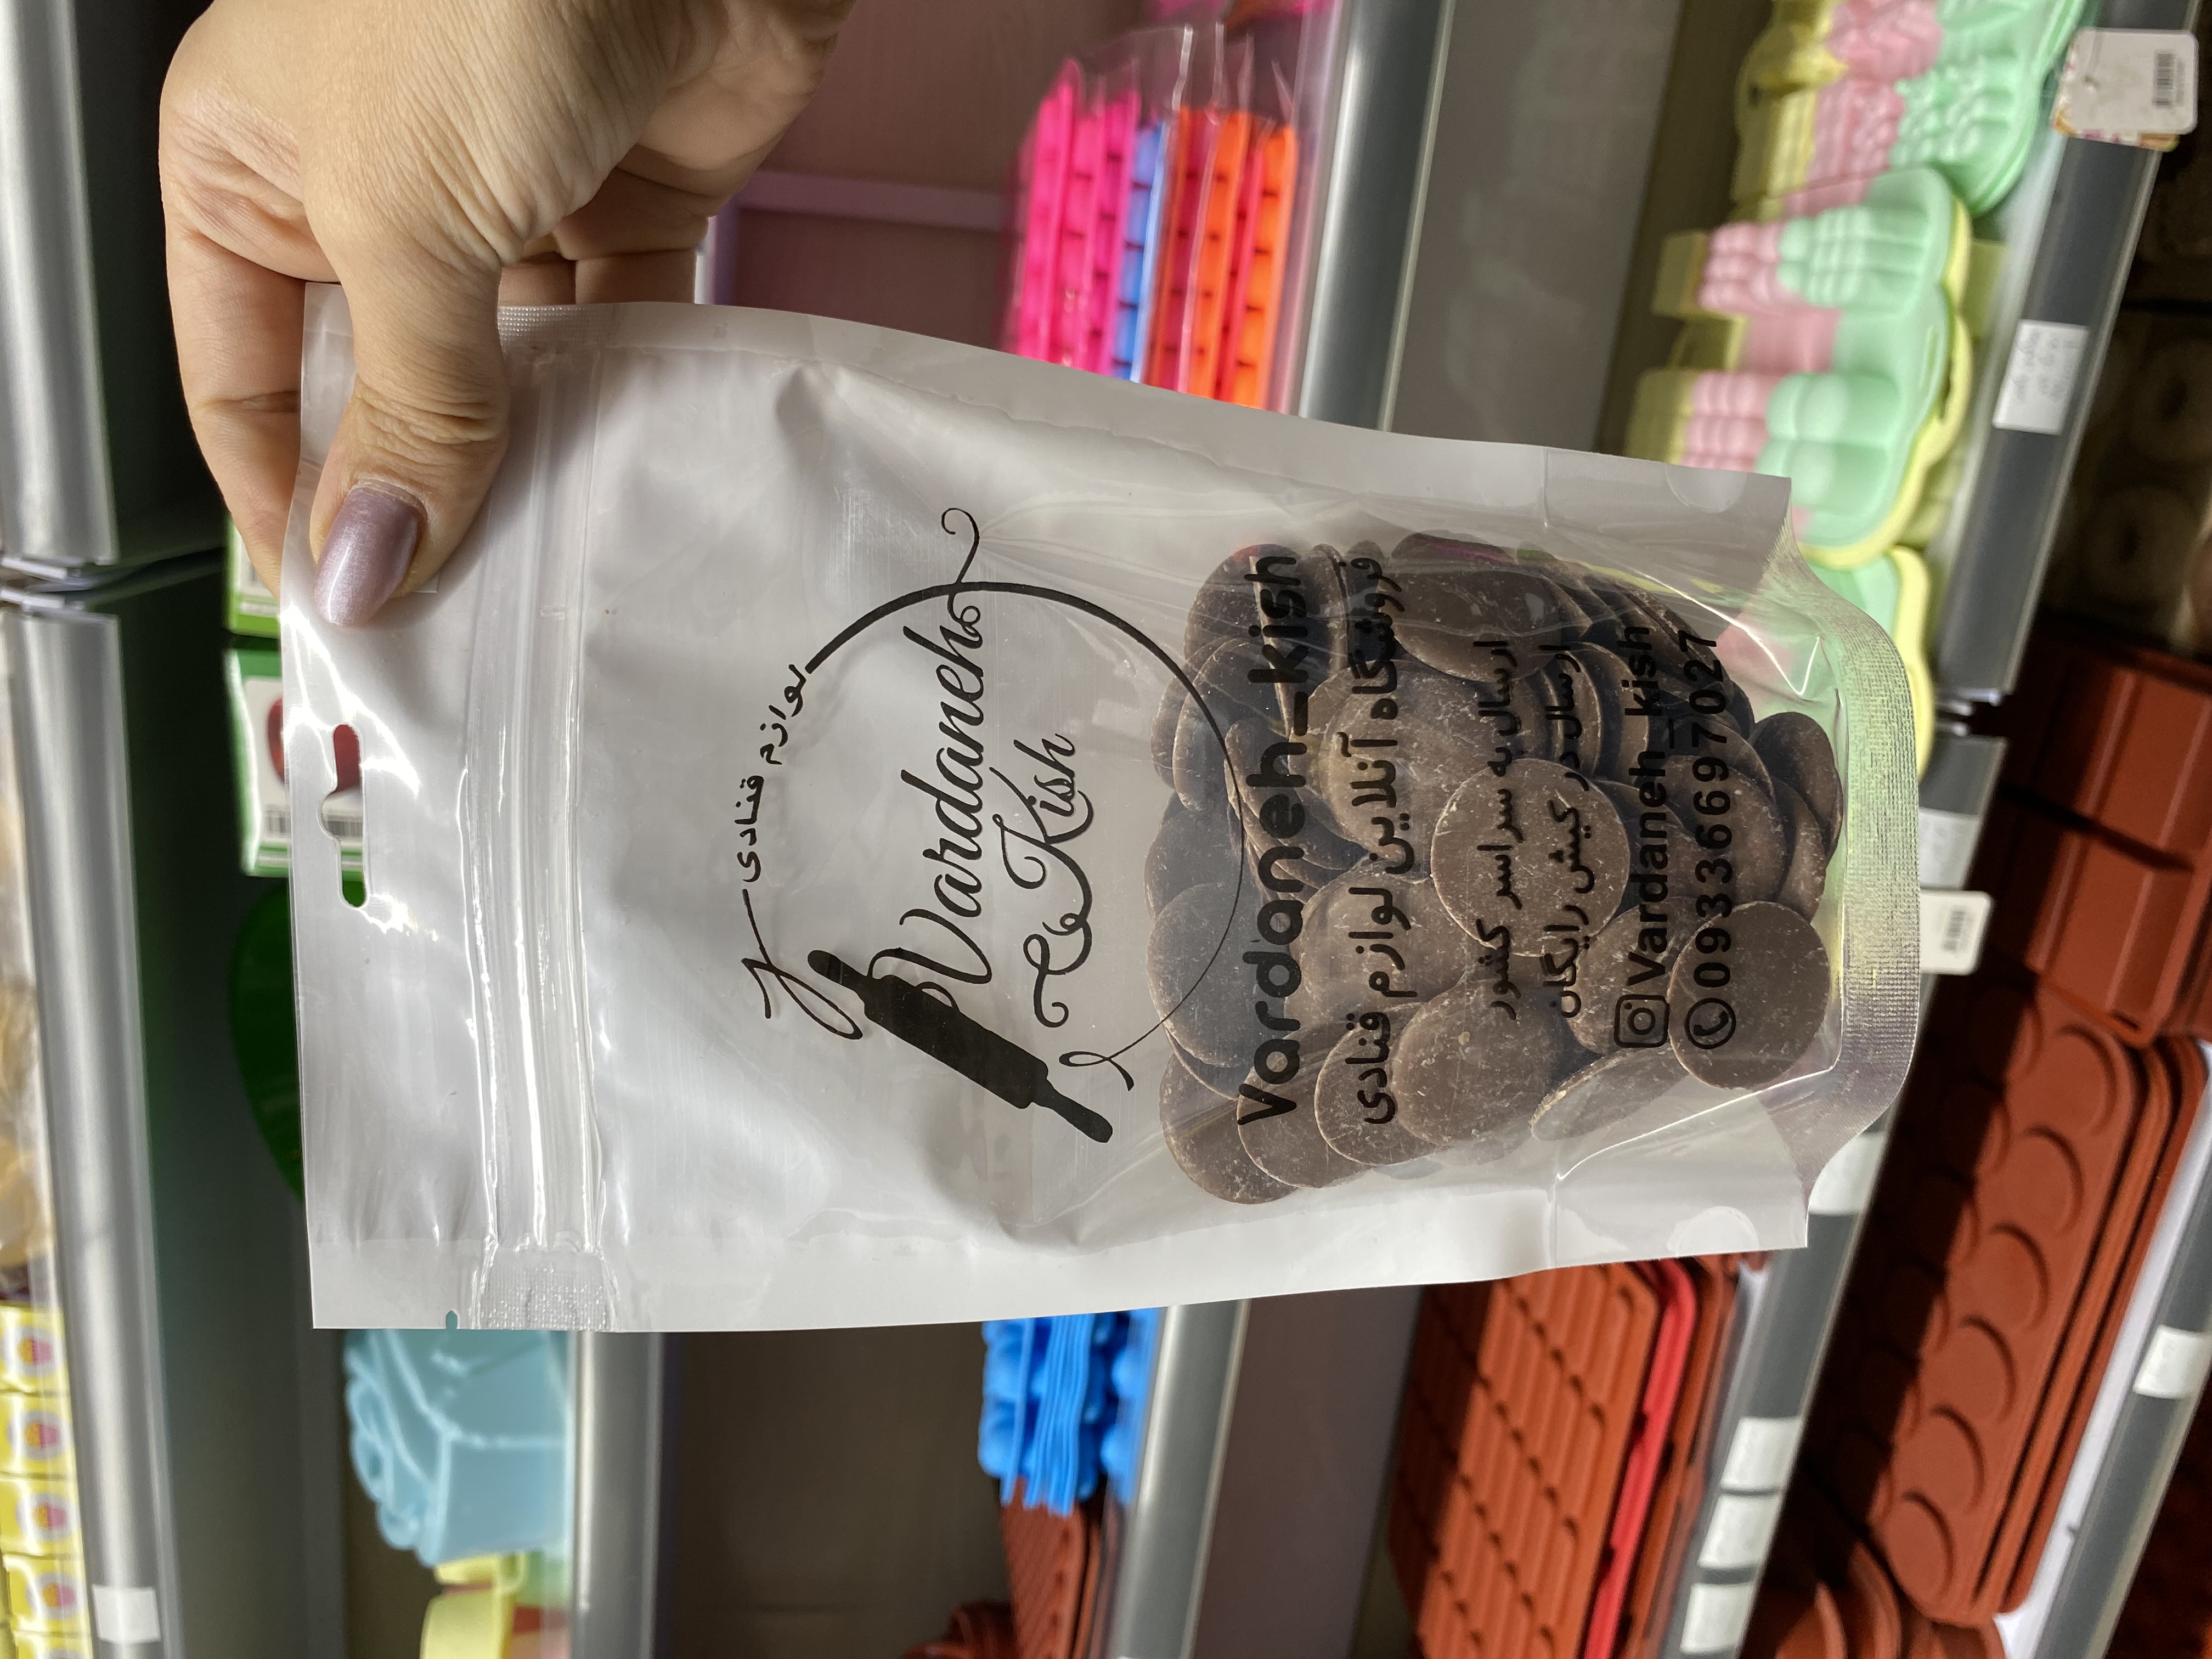 لوازم قنادی
Vardaneh
Kish
Vardaneh_kish
فروشگاه آنلاین لوازم قنادی
ارسال به سراسر کشور
ارسال در کیش رایگان
Vardaneh_kish
09336697027